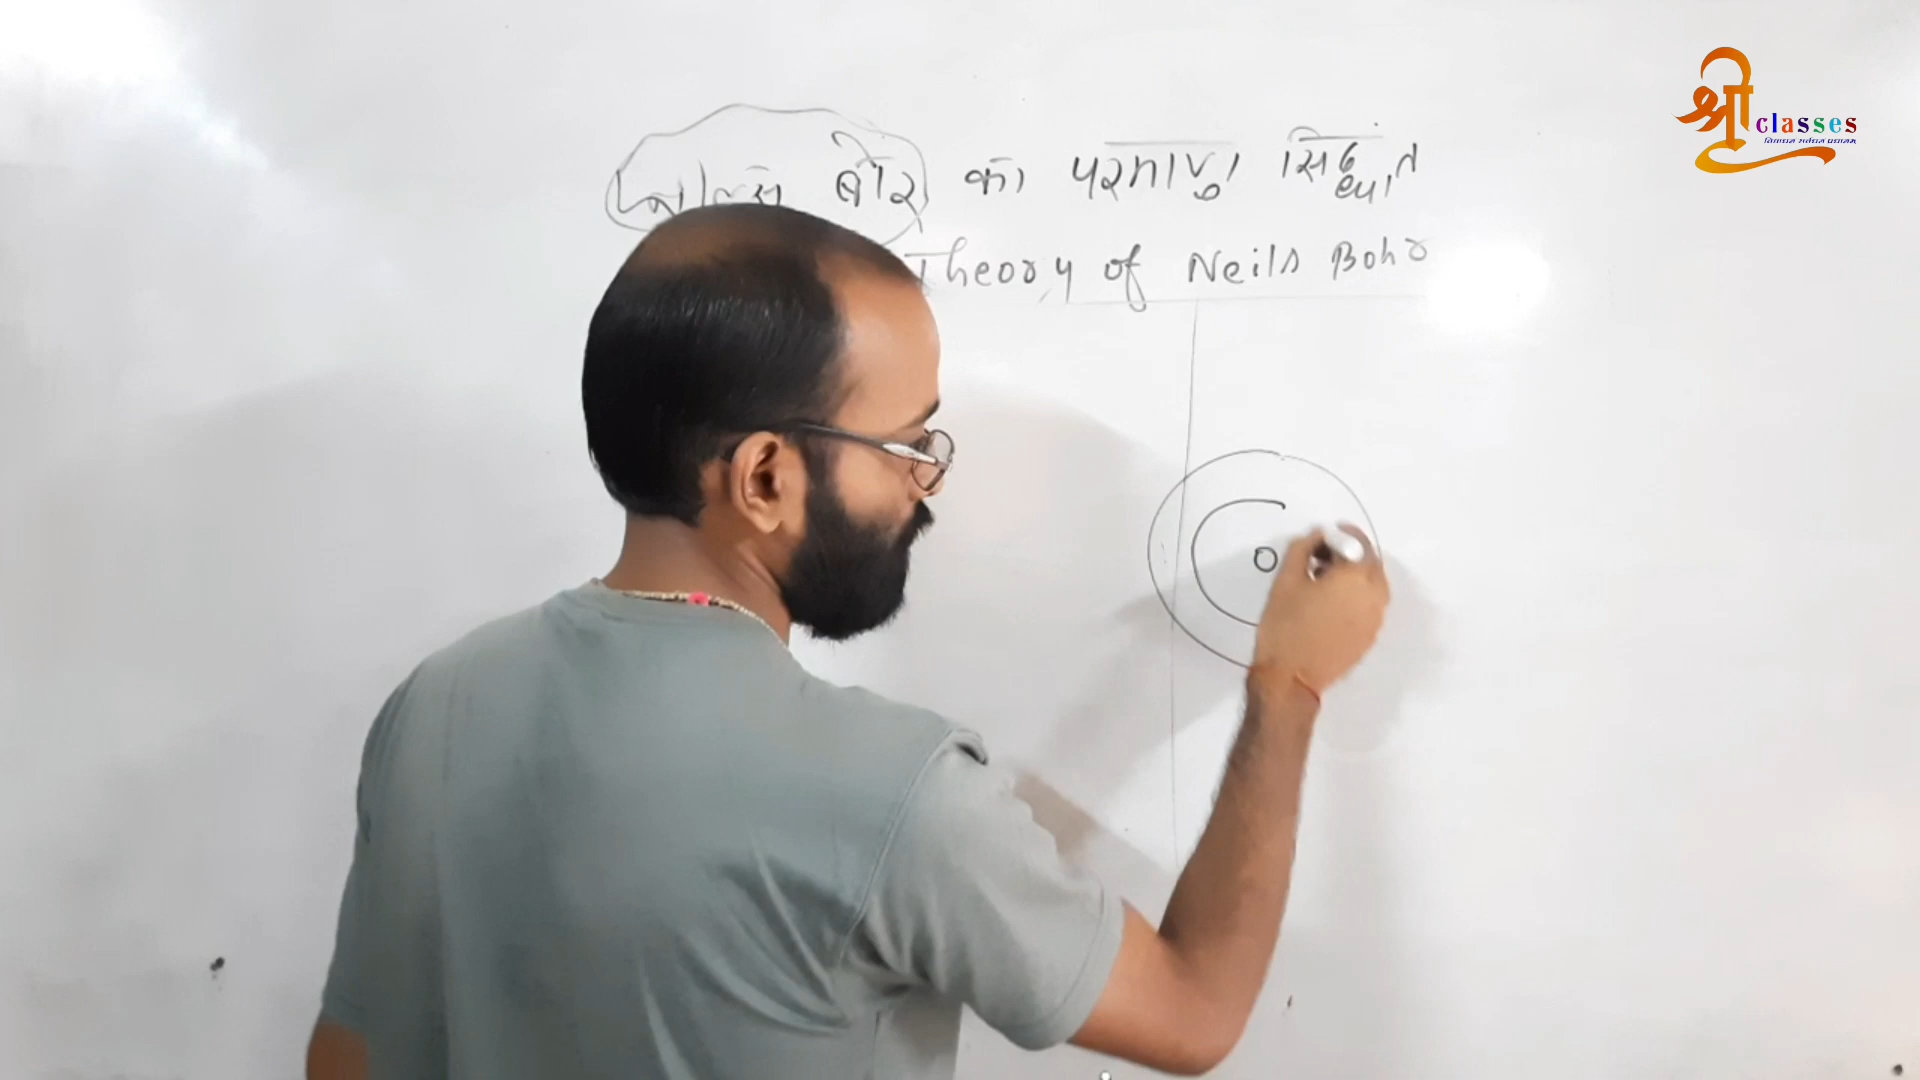 नील्स बोर का परमाणु सिद्धान्त
Theory of Neils Bohr
श्री classes